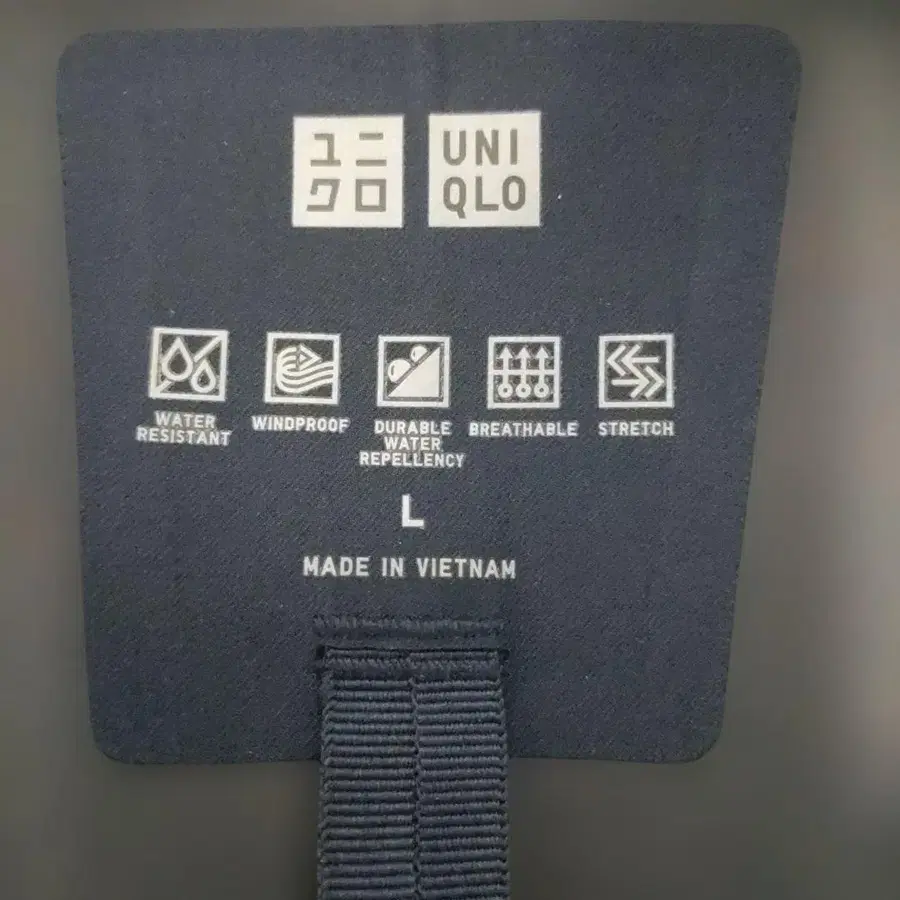 ユニ
クロ
UNI
QLO
WATER
RESISTANT
WINDPROOF
DURABLE
WATER
REPELLENCY
BREATHABLE
STRETCH
L
MADE IN VIETNAM